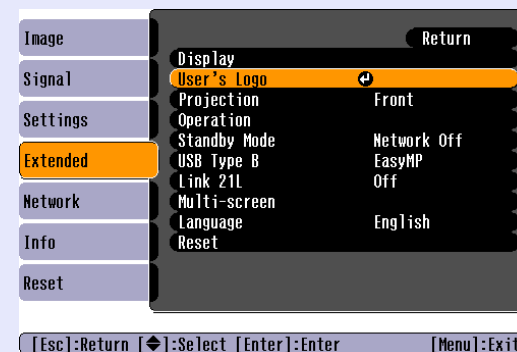 Image
Signal
Settings
Extended
Network
Info
Reset
Return
Display
User's Logo
Projection Front
Operation
Standby Mode Network Off
USB Type B EasyMP
Link 21L Off
Multi-screen
Language English
Reset
[Esc]:Return [◆]:Select [Enter]:Enter [Menu]:Exit